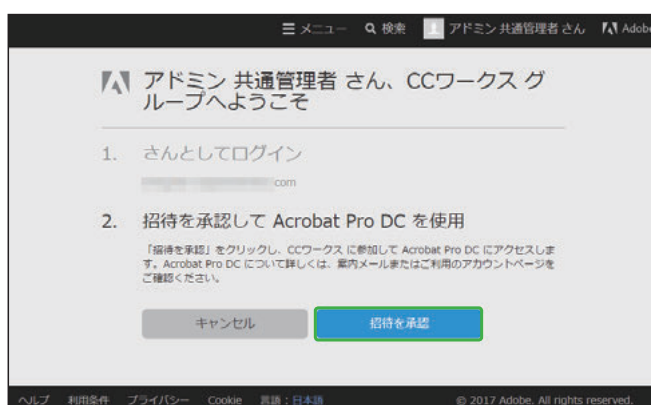 メニュー 検索 アドミン 共通管理者 さん Adobe
アドミン 共通管理者 さん、CCワークス グ
ループへようこそ
1. さんとしてログイン
com
2. 招待を承認して Acrobat Pro DC を使用
「招待を承認」をクリックし、CCワークス に参加して Acrobat Pro DC にアクセスしま
す。Acrobat Pro DC について詳しくは、案内メールまたはご利用のアカウントページを
ご確認ください。
キャンセル 招待を承認
ヘルプ 利用条件 プライバシー Cookie 言語：日本語 © 2017 Adobe. All rights reserved.